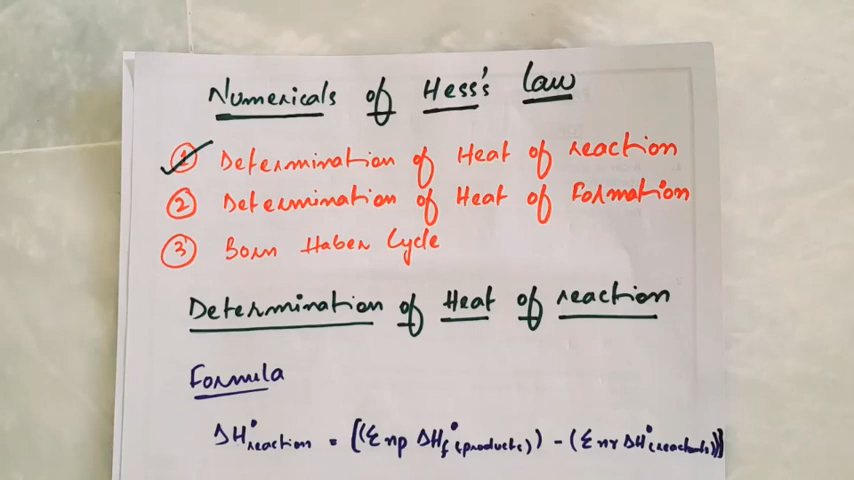 Numericals of Hess's Law
① Determination of Heat of reaction
② Determination of Heat of Formation
③ Born Haber Cycle
Determination of Heat of reaction
Formula
ΔH°reaction = [(Σnp ΔHf°(products)) - (Σnr ΔH°(reactants))]